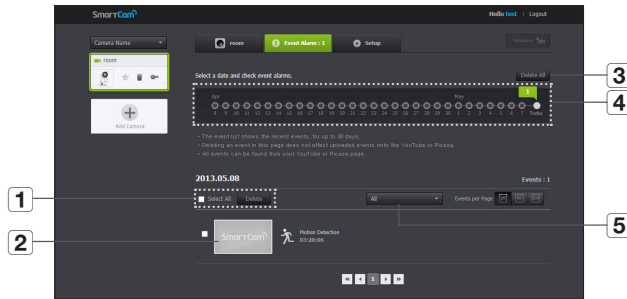 SmarTCam
Hello test | Logout
Camera Name
room
Event Alarm : 1
Setup
room
Select a date and check event alarms.
Delete All
3
4
Apr
May
1
8 9 10 11 12 13 14 15 16 17 18 19 20 21 22 23 24 25 26 27 28 29 30 1 2 3 4 5 6 7 Today
Add Camera
• The event list shows the recent events, for up to 30 days.
• Deleting an event in this page does not effect uploaded events onto the YouTube or Picasa.
• All events can be found from your YouTube or Picasa page.
2013.05.08
Events : 1
1
Select All
Delete
All
Events per Page
5
2
SmarTCam
Motion Detection
03:28:06
1